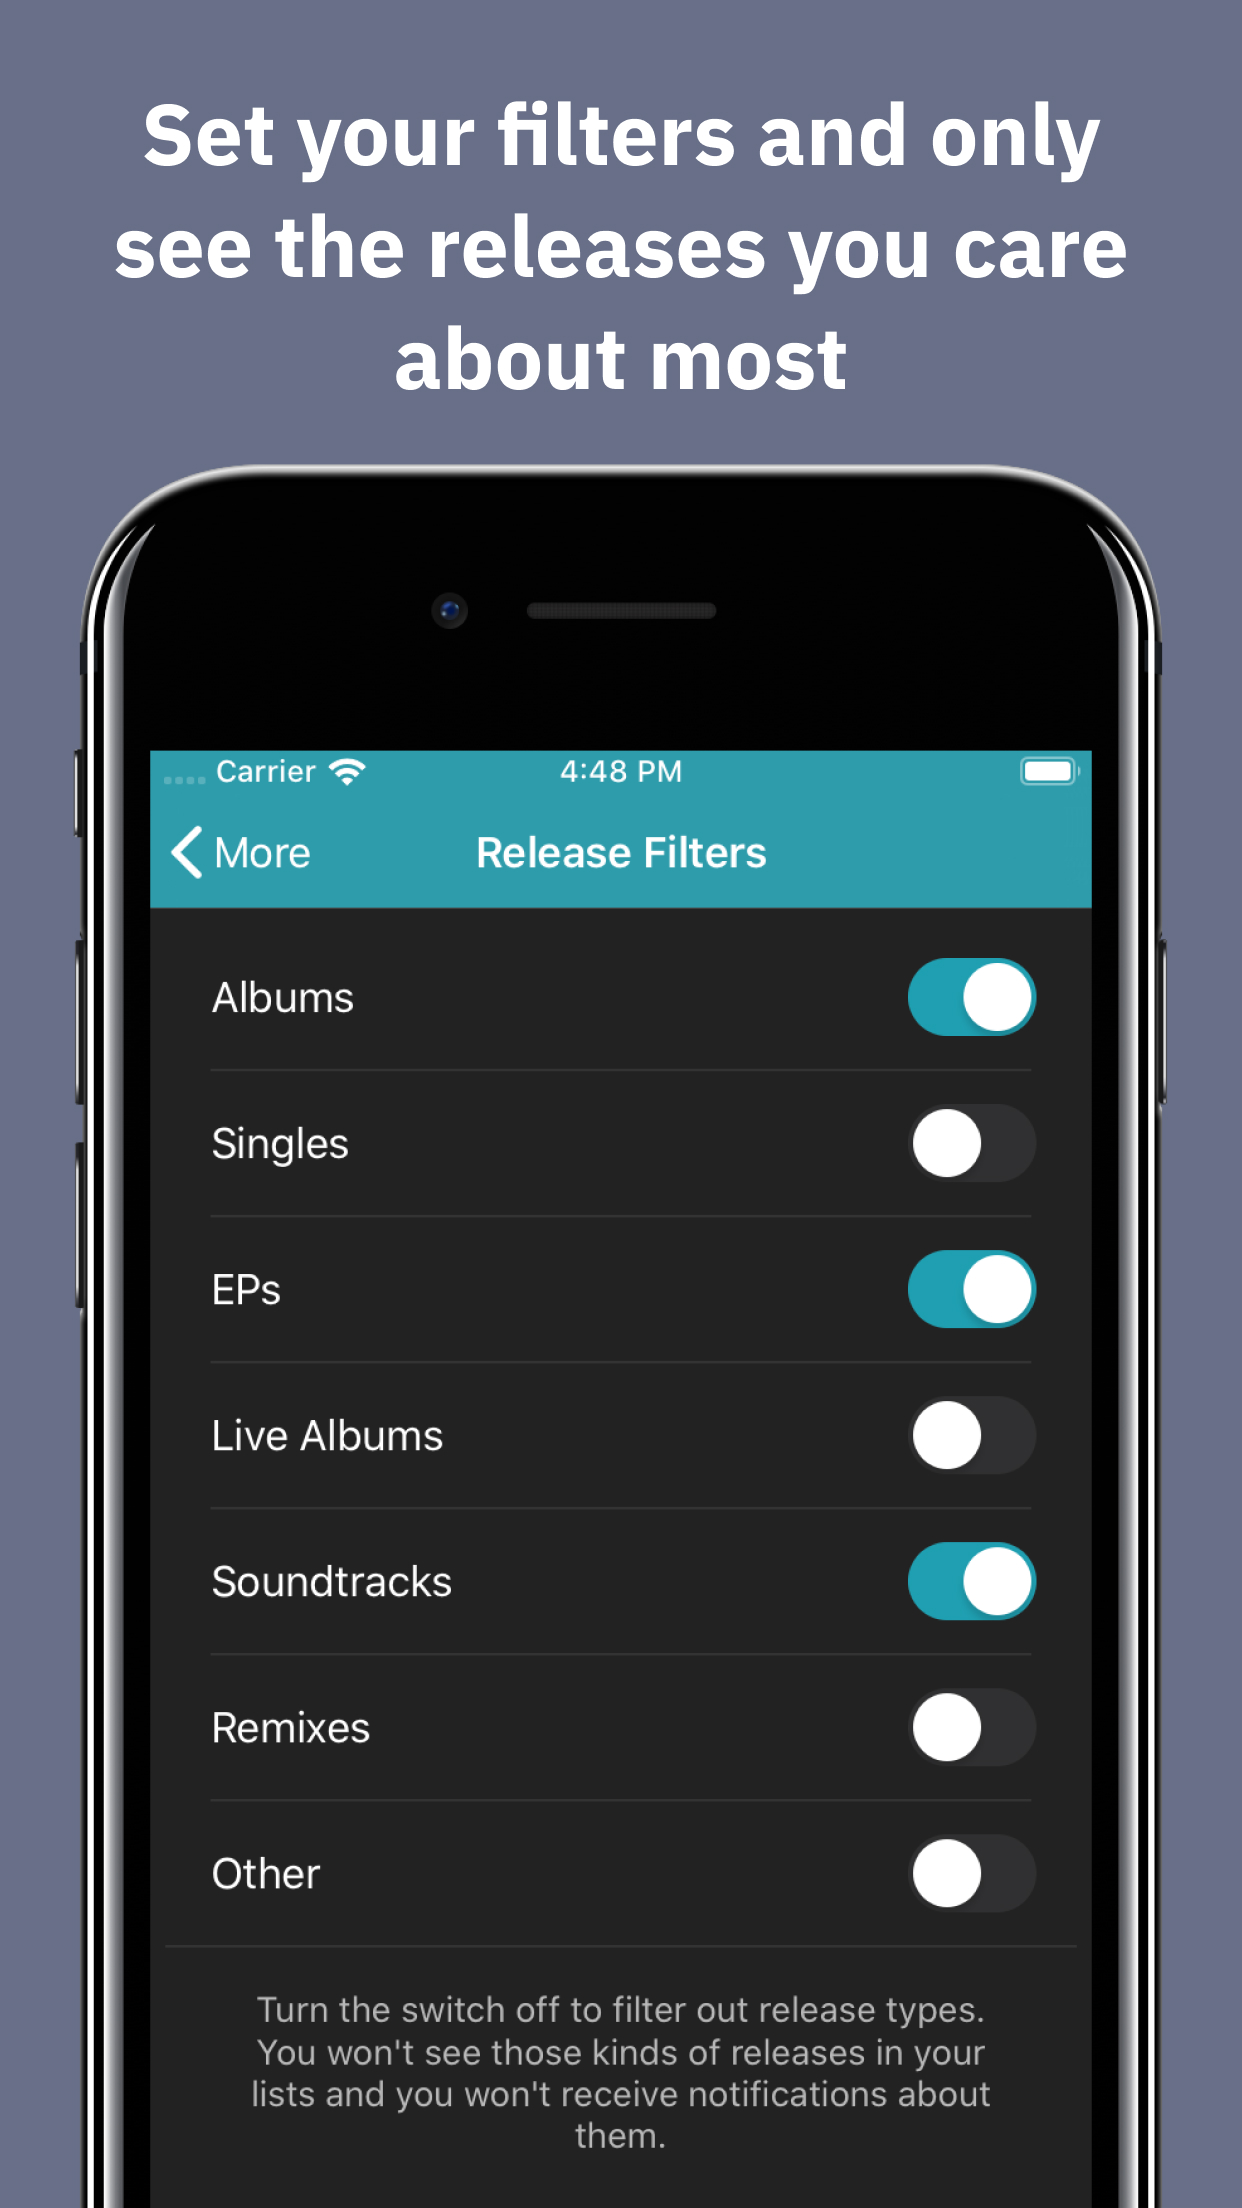 Set your filters and only
see the releases you care
about most
Carrier 4:48 PM
More Release Filters
Albums
Singles
EPs
Live Albums
Soundtracks
Remixes
Other
Turn the switch off to filter out release types.
You won't see those kinds of releases in your
lists and you won't receive notifications about
them.